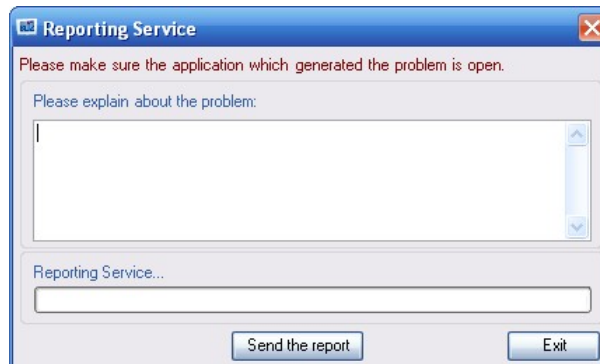 Reporting Service
Please make sure the application which generated the problem is open.
Please explain about the problem:
Reporting Service...
Send the report
Exit